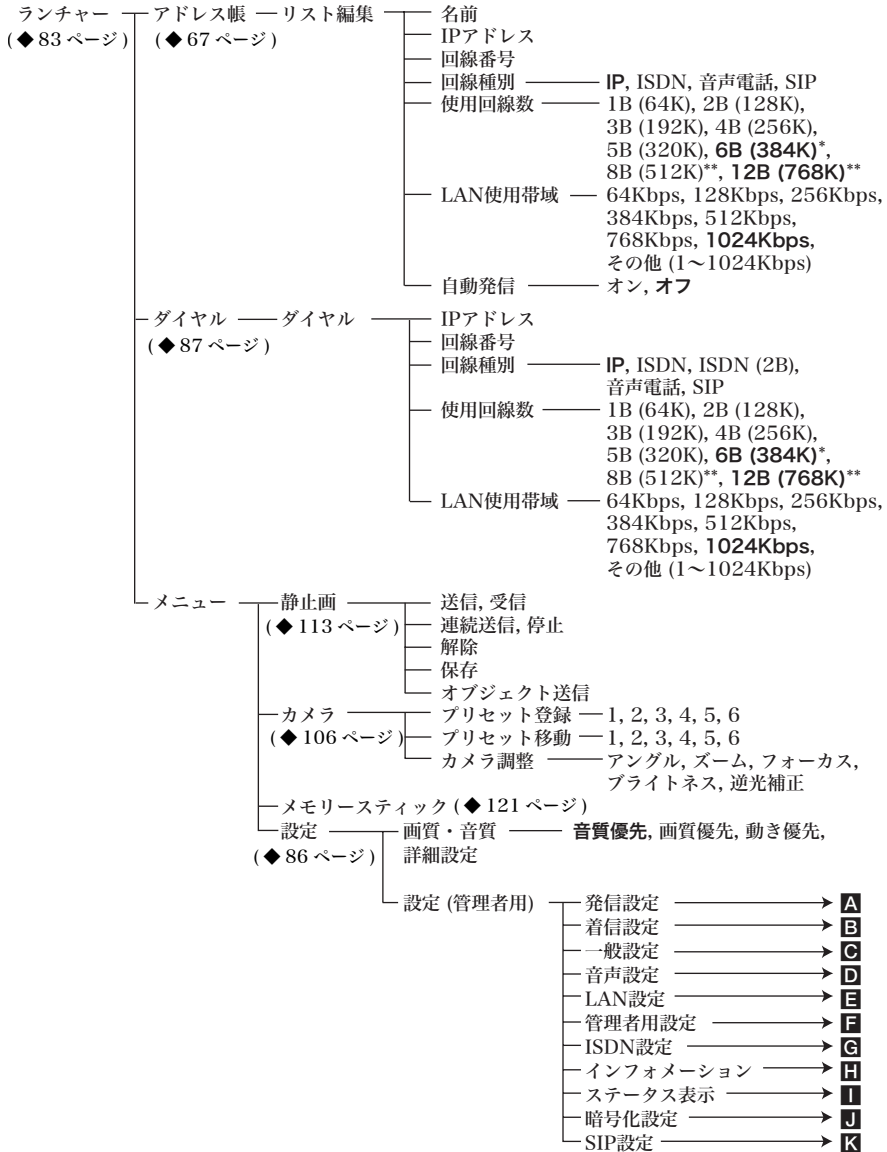 ランチャー アドレス帳 リスト編集 名前
(◆ 83 ページ) (◆ 67 ページ) IPアドレス
回線番号
回線種別 IP, ISDN, 音声電話, SIP
使用回線数 1B (64K), 2B (128K),
3B (192K), 4B (256K),
5B (320K), 6B (384K)*,
8B (512K)**, 12B (768K)**
LAN使用帯域 64Kbps, 128Kbps, 256Kbps,
384Kbps, 512Kbps,
768Kbps, 1024Kbps,
その他 (1〜1024Kbps)
自動発信 オン, オフ
ダイヤル ダイヤル IPアドレス
(◆ 87 ページ) 回線番号
回線種別 IP, ISDN, ISDN (2B),
音声電話, SIP
使用回線数 1B (64K), 2B (128K),
3B (192K), 4B (256K),
5B (320K), 6B (384K)*,
8B (512K)**, 12B (768K)**
LAN使用帯域 64Kbps, 128Kbps, 256Kbps,
384Kbps, 512Kbps,
768Kbps, 1024Kbps,
その他 (1〜1024Kbps)
メニュー 静止画 送信, 受信
(◆ 113 ページ) 連続送信, 停止
解除
保存
オブジェクト送信
カメラ プリセット登録 1, 2, 3, 4, 5, 6
(◆ 106 ページ) プリセット移動 1, 2, 3, 4, 5, 6
カメラ調整 アングル, ズーム, フォーカス,
ブライトネス, 逆光補正
メモリースティック (◆ 121 ページ)
設定 画質・音質 音質優先, 画質優先, 動き優先,
(◆ 86 ページ) 詳細設定
設定 (管理者用) 発信設定 A
着信設定 B
一般設定 C
音声設定 D
LAN設定 E
管理者用設定 F
ISDN設定 G
インフォメーション H
ステータス表示 I
暗号化設定 J
SIP設定 K